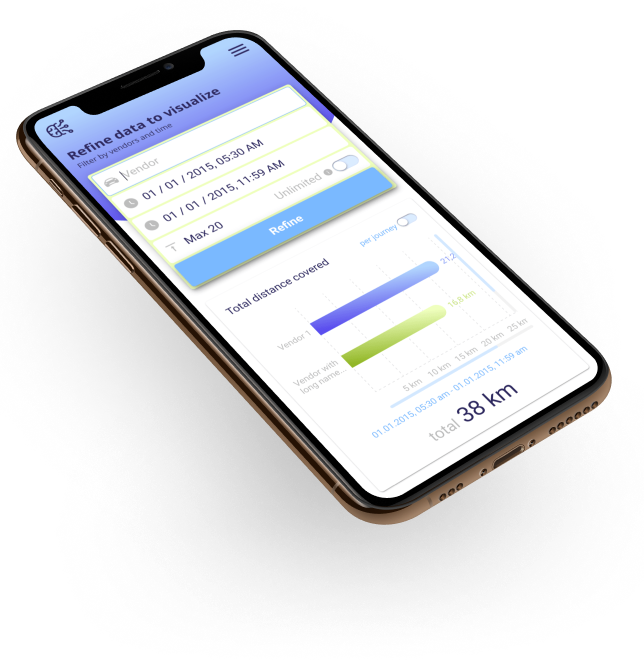 Refine data to visualize
Filter by vendors and time
Vendor
01 / 01 / 2015, 05:30 AM
01 / 01 / 2015, 11:59 AM
Max 20
Unlimited
Refine
per journey
Total distance covered
Vendor 1
21,2
Vendor with
long name...
16,8 km
5 km
10 km
15 km
20 km
25 km
01.01.2015, 05:30 am - 01.01.2015, 11:59 am
total 38 km